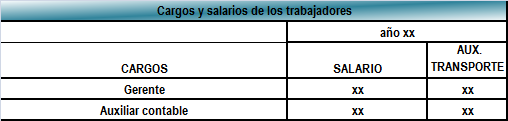 Cargos y salarios de los trabajadores
año xx
AUX.
CARGOS SALARIO TRANSPORTE
Gerente xx xx
Auxiliar contable xx xx